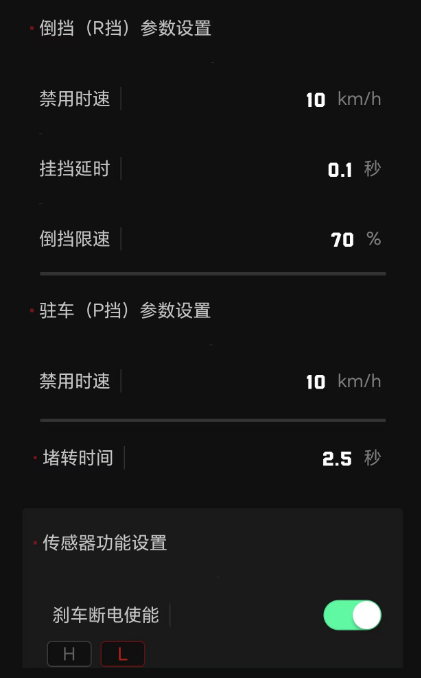 倒挡（R挡）参数设置
禁用时速 10 km/h
挂挡延时 0.1 秒
倒挡限速 70 %
驻车（P挡）参数设置
禁用时速 10 km/h
堵转时间 2.5 秒
传感器功能设置
刹车断电使能
H L